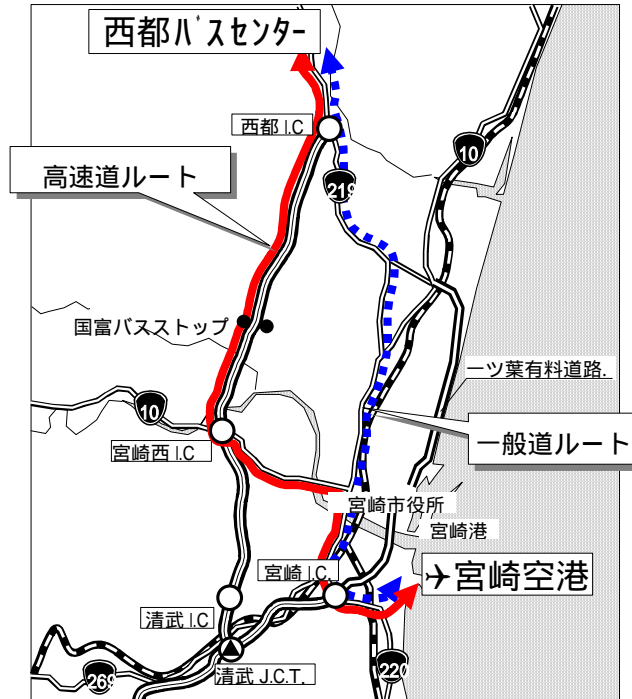 西都バスセンター
西都 I.C
10
高速道ルート
219
国富バスストップ
一ツ葉有料道路.
10
一般道ルート
宮崎西 I.C
宮崎市役所
宮崎港
宮崎 I.C.
✈宮崎空港
清武 I.C
清武 J.C.T.
269
220